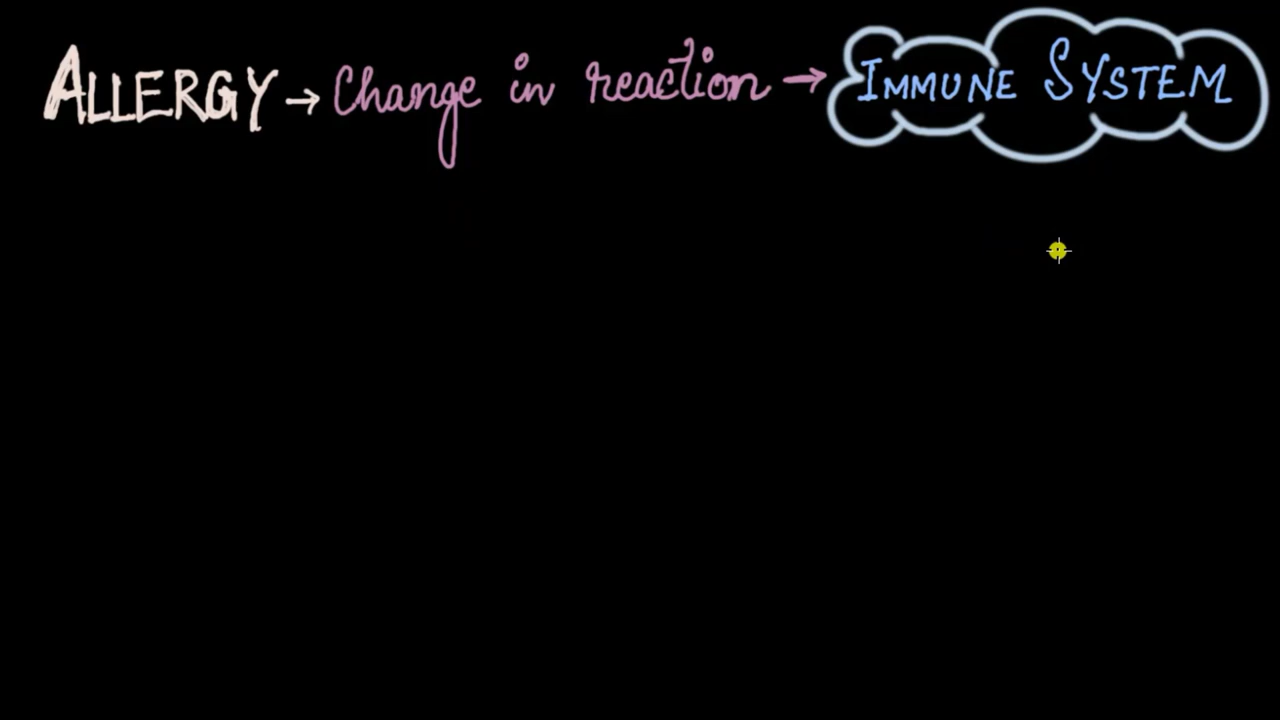 ALLERGY → Change in reaction → IMMUNE SYSTEM